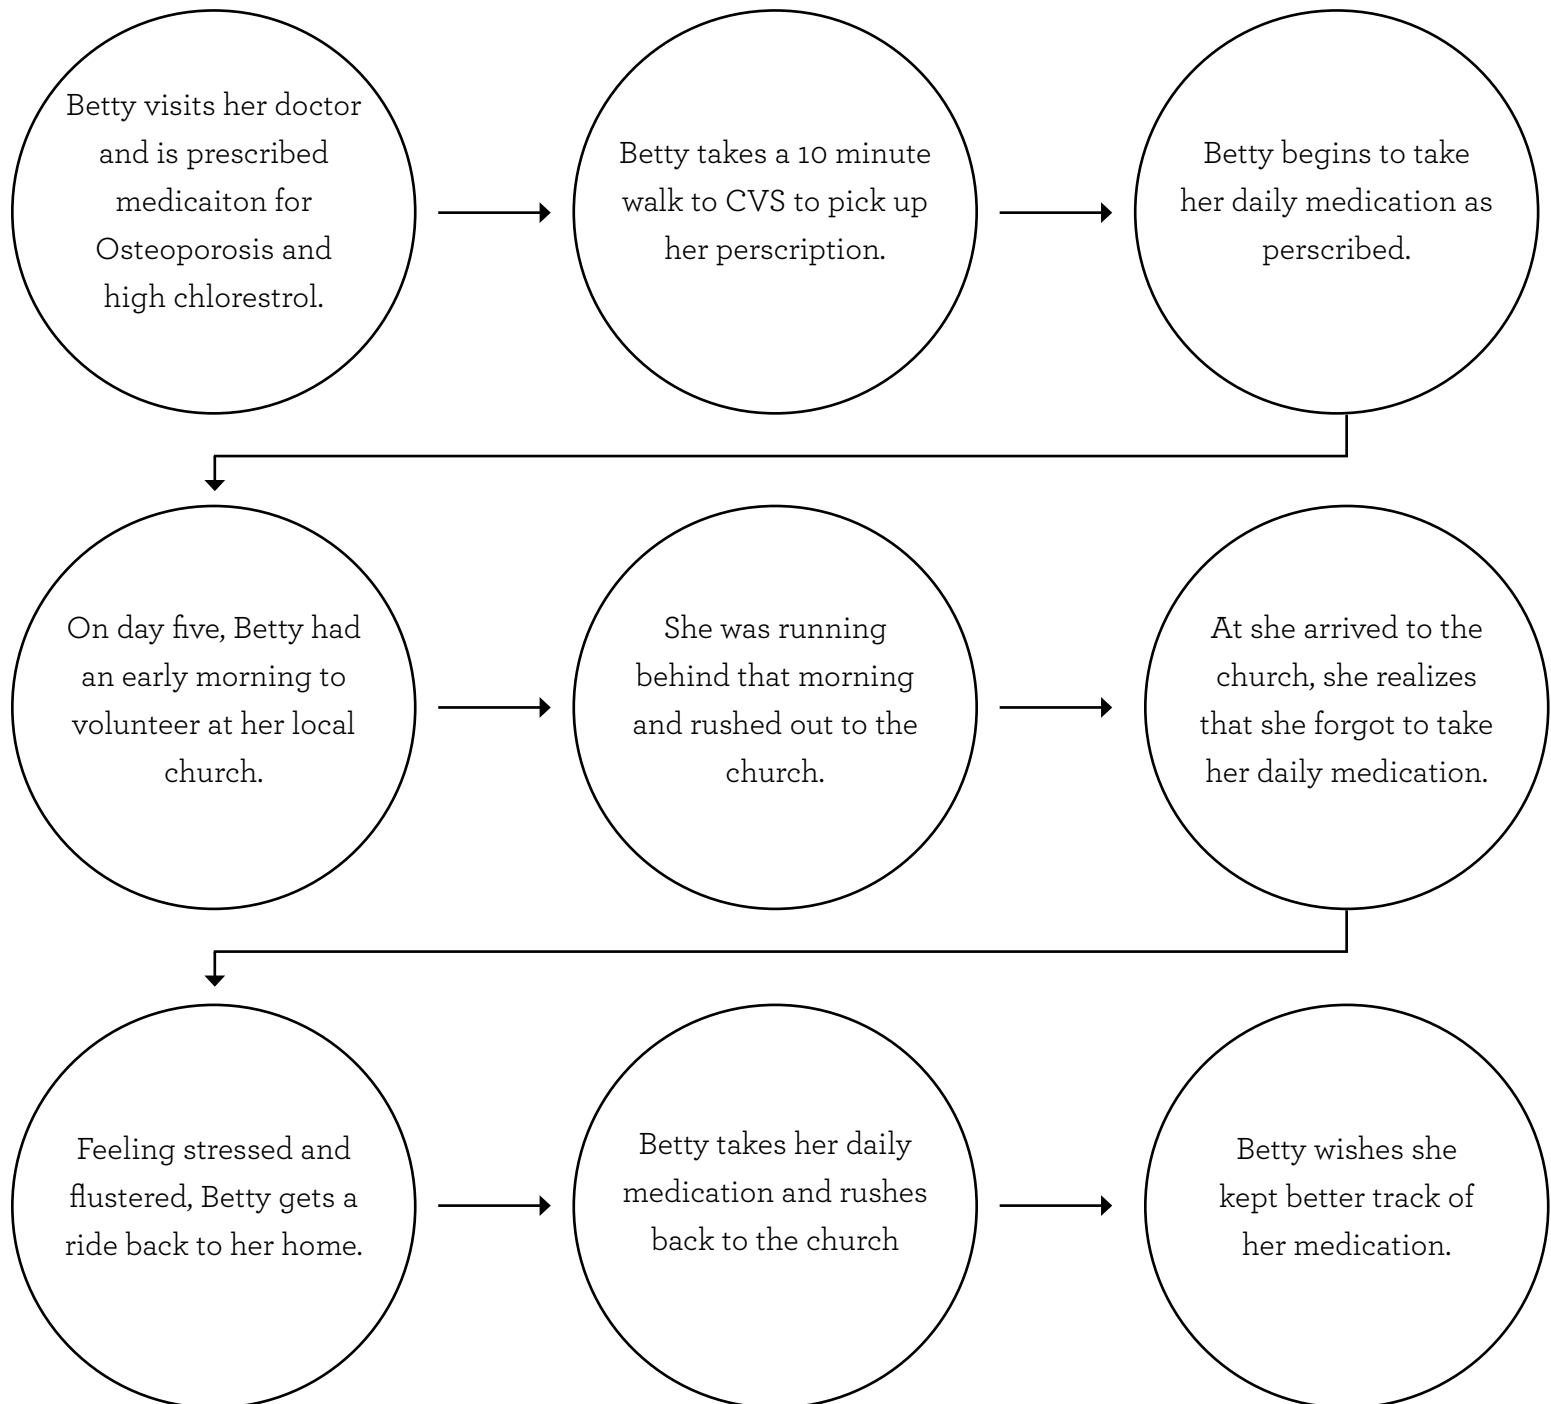 Betty visits her doctor
and is prescribed
medicaiton for
Osteoporosis and
high chlorestrol.
Betty takes a 10 minute
walk to CVS to pick up
her perscription.
Betty begins to take
her daily medication as
perscribed.
On day five, Betty had
an early morning to
volunteer at her local
church.
She was running
behind that morning
and rushed out to the
church.
At she arrived to the
church, she realizes
that she forgot to take
her daily medication.
Feeling stressed and
flustered, Betty gets a
ride back to her home.
Betty takes her daily
medication and rushes
back to the church
Betty wishes she
kept better track of
her medication.